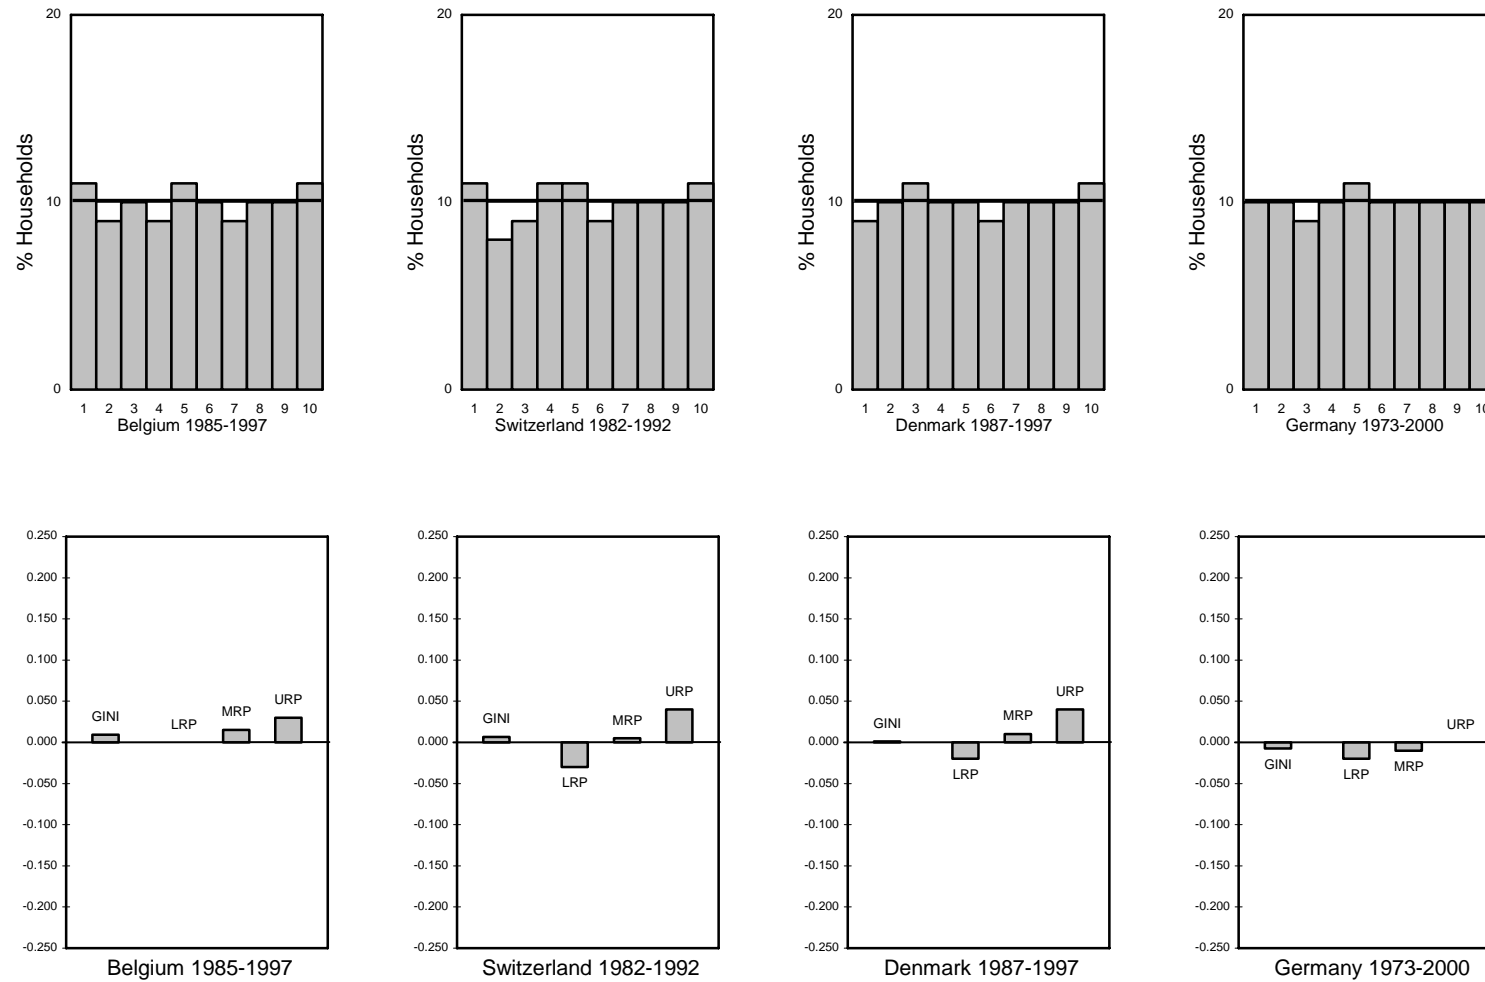 20
10
0
% Households
1 2 3 4 5 6 7 8 9 10
Belgium 1985-1997
20
10
0
% Households
1 2 3 4 5 6 7 8 9 10
Switzerland 1982-1992
20
10
0
% Households
1 2 3 4 5 6 7 8 9 10
Denmark 1987-1997
20
10
0
% Households
1 2 3 4 5 6 7 8 9 10
Germany 1973-2000
0.250
0.200
0.150
0.100
0.050
0.000
-0.050
-0.100
-0.150
-0.200
-0.250
GINI LRP MRP URP
Belgium 1985-1997
0.250
0.200
0.150
0.100
0.050
0.000
-0.050
-0.100
-0.150
-0.200
-0.250
GINI LRP MRP URP
Switzerland 1982-1992
0.250
0.200
0.150
0.100
0.050
0.000
-0.050
-0.100
-0.150
-0.200
-0.250
GINI LRP MRP URP
Denmark 1987-1997
0.250
0.200
0.150
0.100
0.050
0.000
-0.050
-0.100
-0.150
-0.200
-0.250
GINI LRP MRP URP
Germany 1973-2000